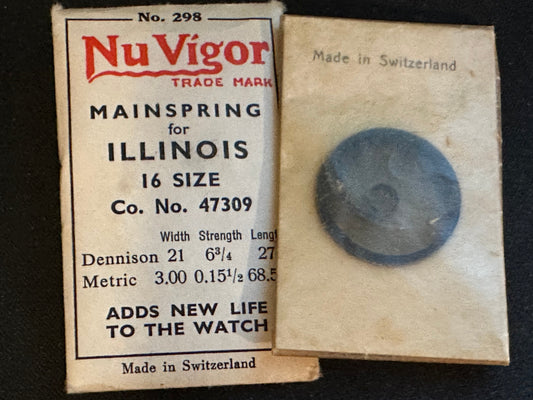 No. 298
Nu Vigor
TRADE MARK
MAINSPRING
for
ILLINOIS
16 SIZE
Co. No. 47309
Width Strength Lengt
Dennison 21 6¾ 27
Metric 3.00 0.15½ 68.5
ADDS NEW LIFE
TO THE WATCH
Made in Switzerland
Made in Switzerland